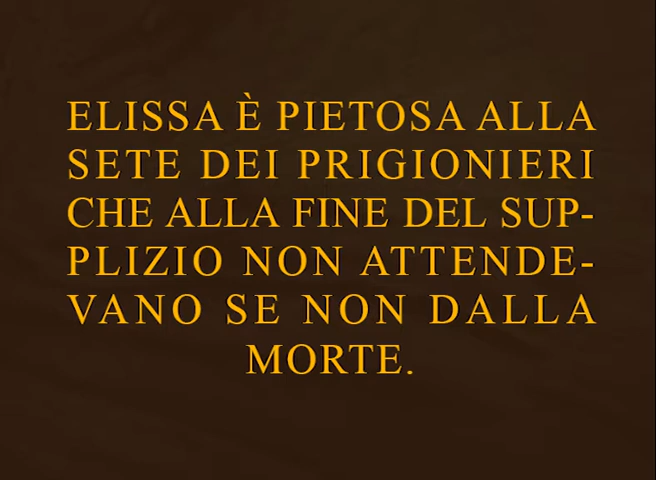 ELISSA È PIETOSA ALLA
SETE DEI PRIGIONIERI
CHE ALLA FINE DEL SUP-
PLIZIO NON ATTENDE-
VANO SE NON DALLA
MORTE.